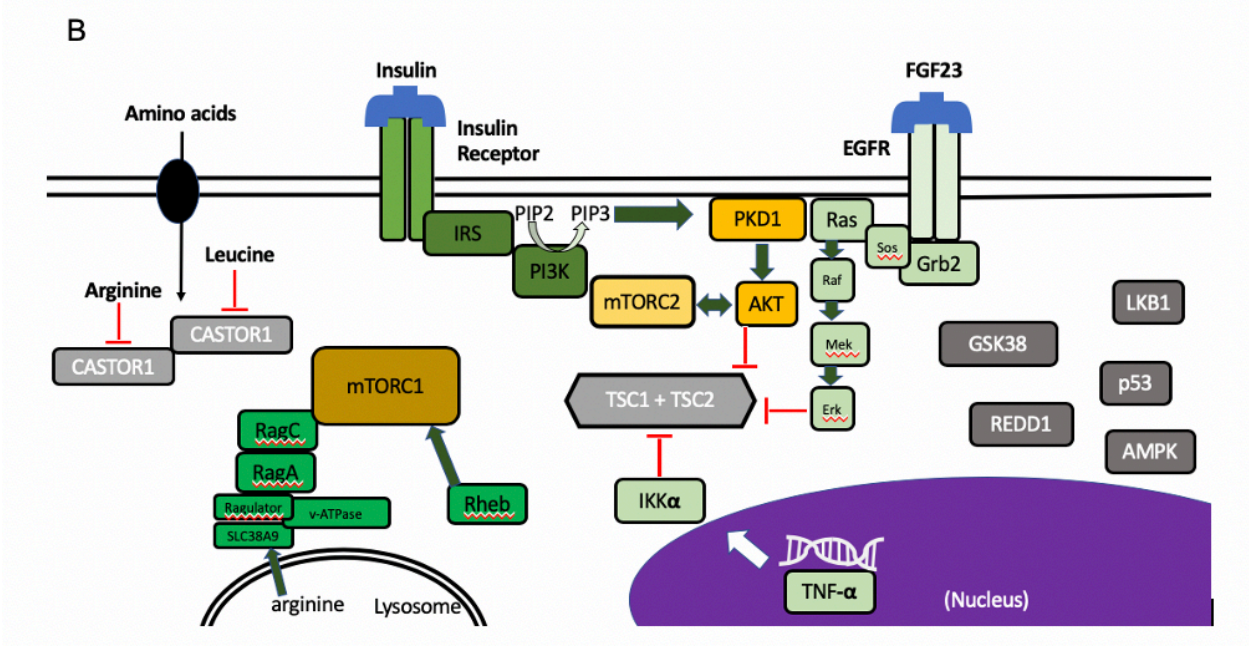 B
Insulin
FGF23
Amino acids
Insulin
Receptor
EGFR
PIP2
PIP3
PKD1
Ras
IRS
Sos
Grb2
Leucine
PI3K
Raf
Arginine
mTORC2
AKT
LKB1
CASTOR1
CASTOR1
Mek
GSK38
mTORC1
TSC1 + TSC2
Erk
p53
RagC
REDD1
AMPK
RagA
Ragulator
v-ATPase
Rheb
IKKα
SLC38A9
arginine
Lysosome
TNF-α
(Nucleus)